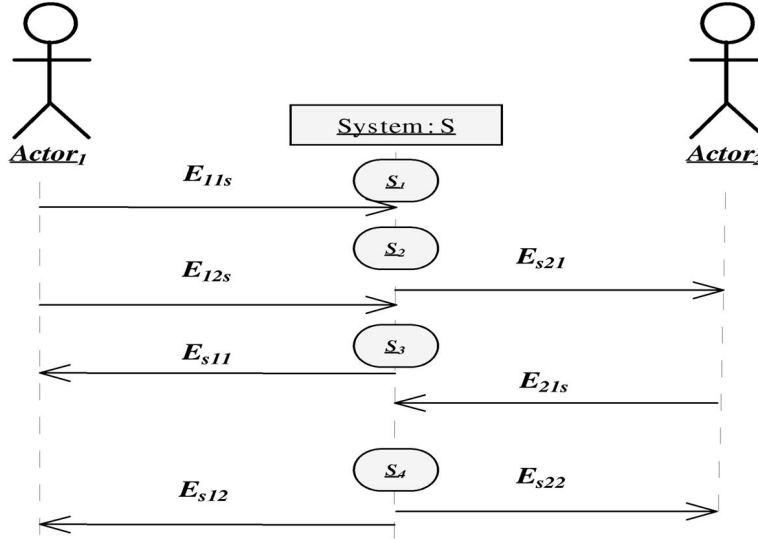 System: S
Actor₁
Actor₂
E₁₁ₛ
S₁
S₂
E₁₂ₛ
Eₛ₂₁
S₃
Eₛ₁₁
E₂₁ₛ
S₄
Eₛ₁₂
Eₛ₂₂